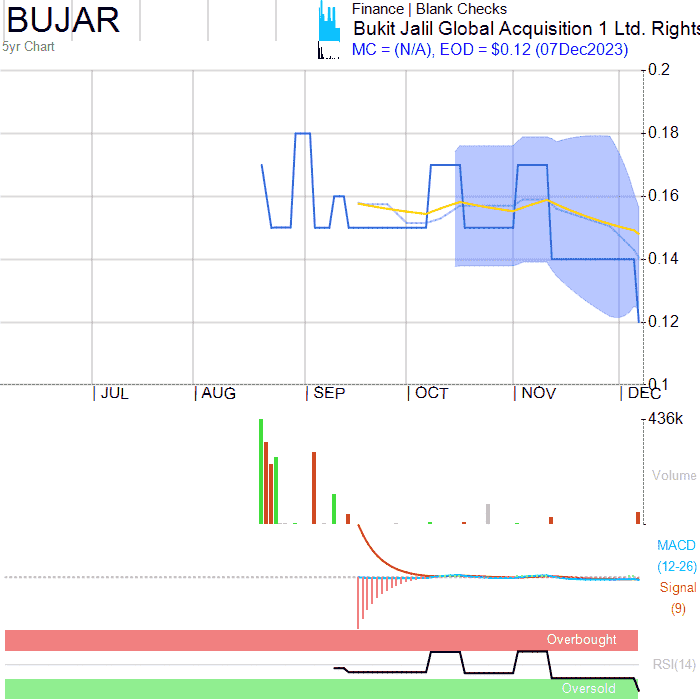 BUJAR
5yr Chart
Finance | Blank Checks
Bukit Jalil Global Acquisition 1 Ltd. Rights
MC = (N/A), EOD = $0.12 (07Dec2023)
0.2
0.18
0.16
0.14
0.12
0.1
JUL AUG SEP OCT NOV DEC
436k
Volume
MACD
(12-26)
Signal
(9)
Overbought
RSI(14)
Oversold